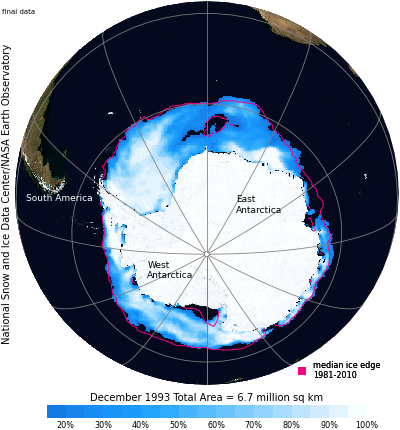 final data
National Snow and Ice Data Center/NASA Earth Observatory
South America
East
Antarctica
West
Antarctica
median ice edge
1981-2010
December 1993 Total Area = 6.7 million sq km
20% 30% 40% 50% 60% 70% 80% 90% 100%